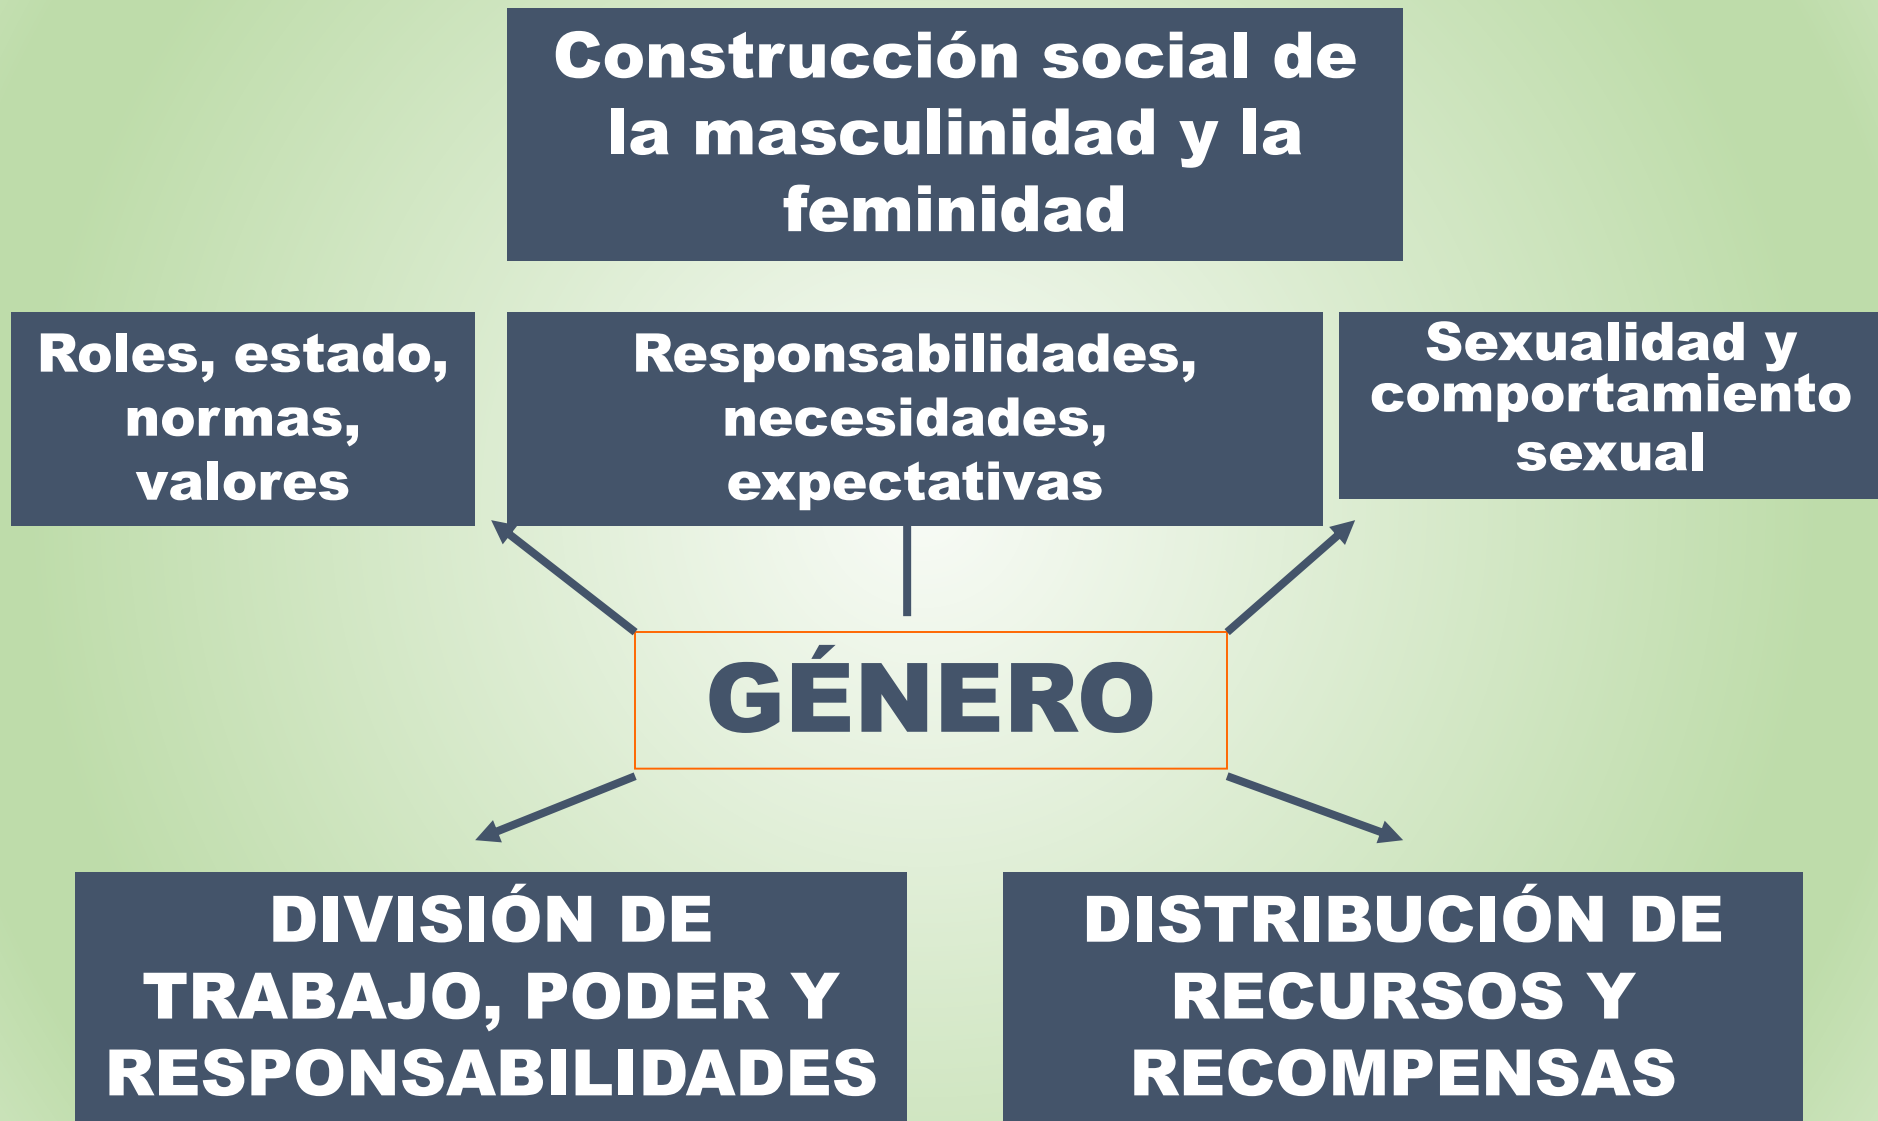 Construcción social de
la masculinidad y la
feminidad
Roles, estado,
normas,
valores
Responsabilidades,
necesidades,
expectativas
Sexualidad y
comportamiento
sexual
GÉNERO
DIVISIÓN DE
TRABAJO, PODER Y
RESPONSABILIDADES
DISTRIBUCIÓN DE
RECURSOS Y
RECOMPENSAS